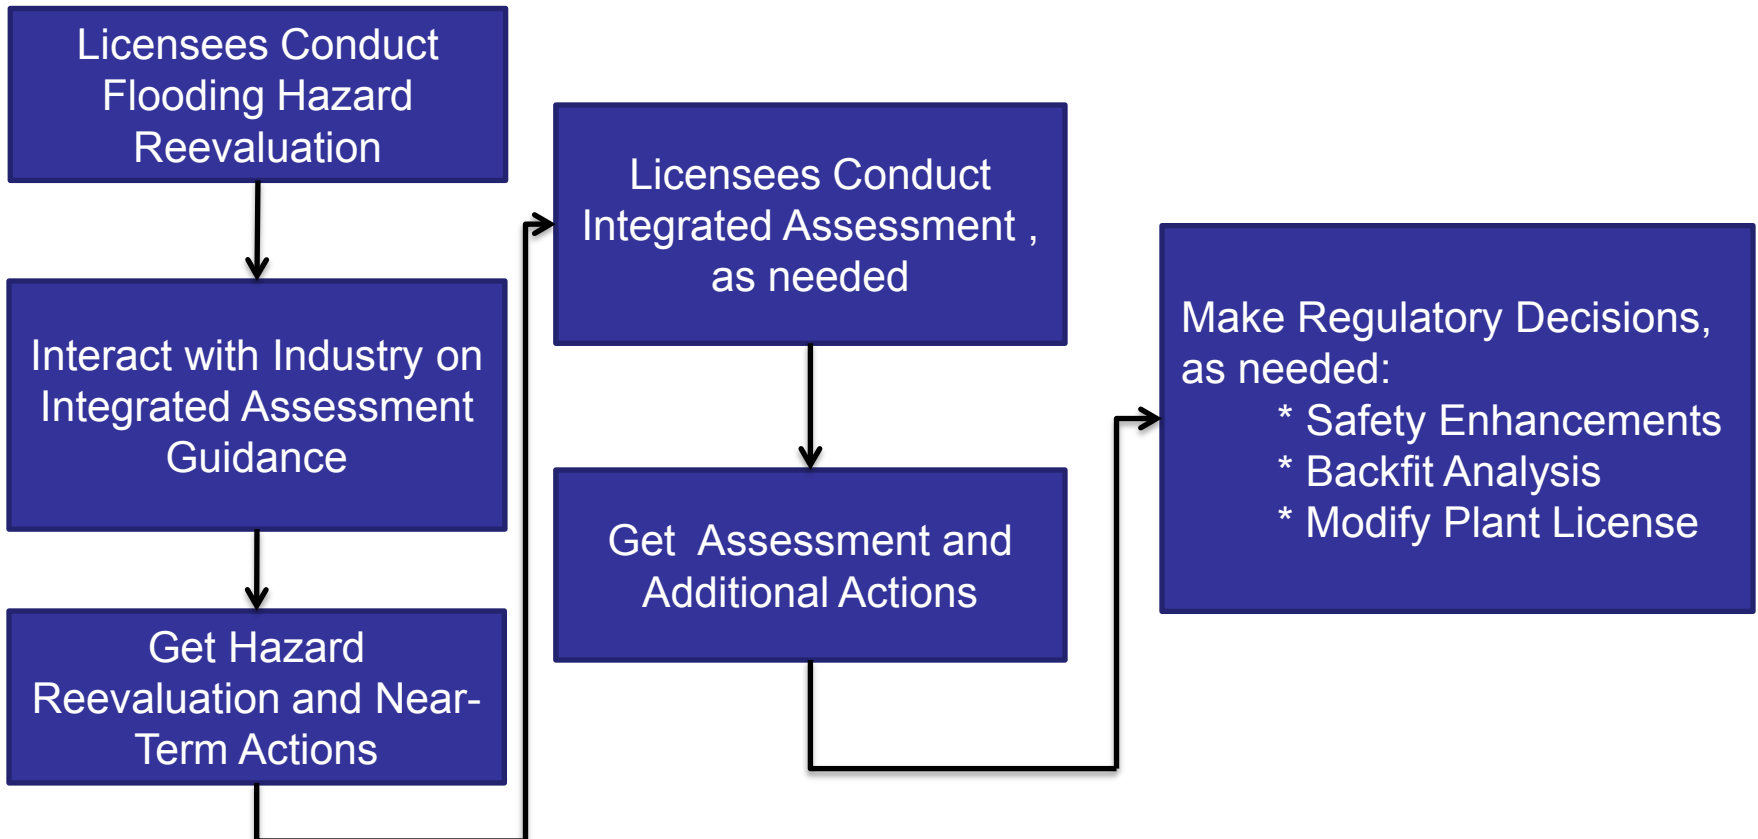 Licensees Conduct
Flooding Hazard
Reevaluation
Interact with Industry on
Integrated Assessment
Guidance
Get Hazard
Reevaluation and Near-
Term Actions
Licensees Conduct
Integrated Assessment ,
as needed
Get  Assessment and
Additional Actions
Make Regulatory Decisions,
as needed:
* Safety Enhancements
* Backfit Analysis
* Modify Plant License